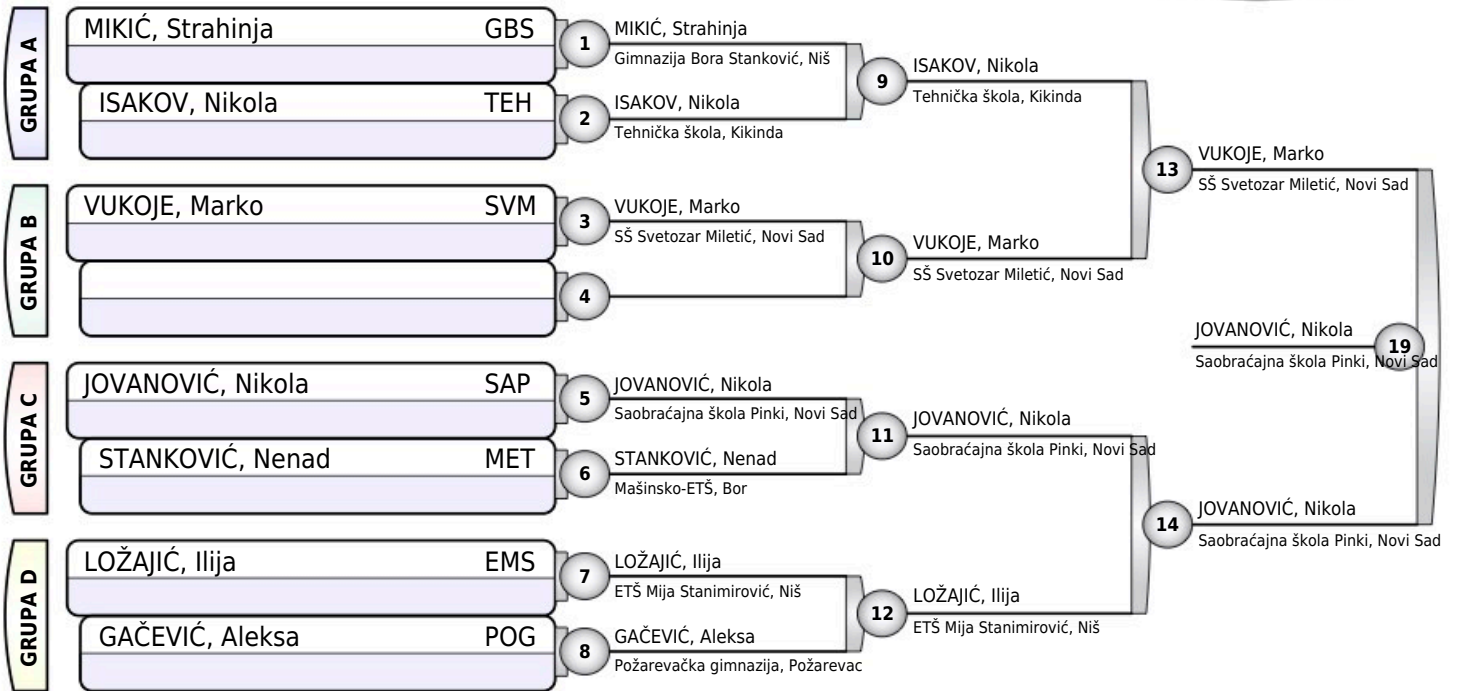 GRUPA A
MIKIĆ, Strahinja GBS
ISAKOV, Nikola TEH
GRUPA B
VUKOJE, Marko SVM
GRUPA C
JOVANOVIĆ, Nikola SAP
STANKOVIĆ, Nenad MET
GRUPA D
LOŽAJIĆ, Ilija EMS
GAČEVIĆ, Aleksa POG
1
MIKIĆ, Strahinja
Gimnazija Bora Stanković, Niš
2
ISAKOV, Nikola
Tehnička škola, Kikinda
3
VUKOJE, Marko
SŠ Svetozar Miletić, Novi Sad
4
5
JOVANOVIĆ, Nikola
Saobraćajna škola Pinki, Novi Sad
6
STANKOVIĆ, Nenad
Mašinsko-ETŠ, Bor
7
LOŽAJIĆ, Ilija
ETŠ Mija Stanimirović, Niš
8
GAČEVIĆ, Aleksa
Požarevačka gimnazija, Požarevac
9
ISAKOV, Nikola
Tehnička škola, Kikinda
10
VUKOJE, Marko
SŠ Svetozar Miletić, Novi Sad
11
JOVANOVIĆ, Nikola
Saobraćajna škola Pinki, Novi Sad
12
LOŽAJIĆ, Ilija
ETŠ Mija Stanimirović, Niš
13
VUKOJE, Marko
SŠ Svetozar Miletić, Novi Sad
14
JOVANOVIĆ, Nikola
Saobraćajna škola Pinki, Novi Sad
JOVANOVIĆ, Nikola
19
Saobraćajna škola Pinki, Novi Sad